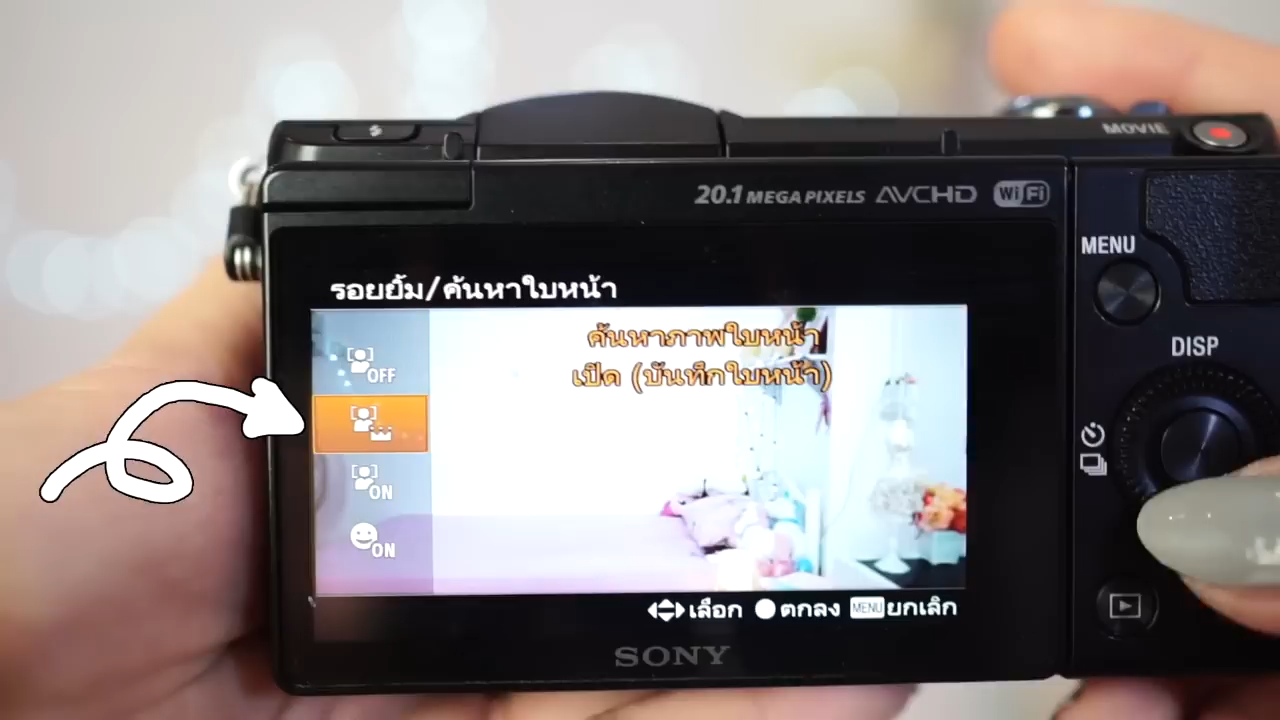 MOVIE
20.1 MEGA PIXELS AVCHD WiFi
MENU
รอยยิ้ม/ค้นหาใบหน้า
ค้นหาภาพใบหน้า
เปิด (บันทึกใบหน้า)
DISP
OFF
ON
ON
เลือก ตกลง MENU ยกเลิก
SONY